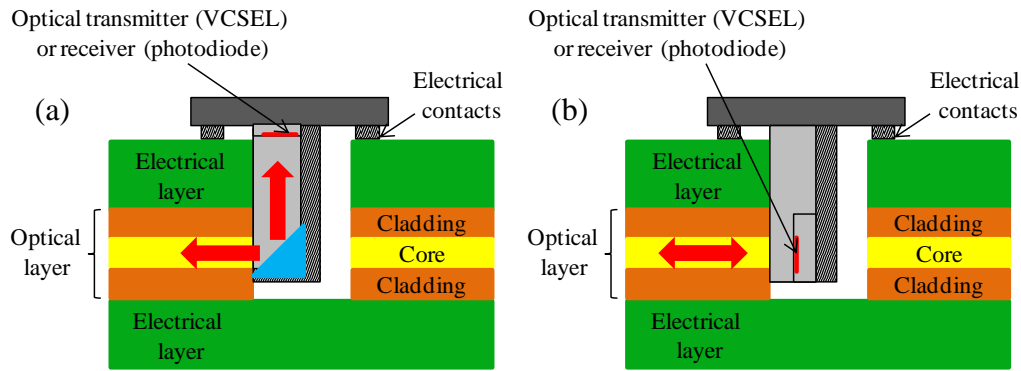 Optical transmitter (VCSEL)
or receiver (photodiode)
Electrical
contacts
(a)
Electrical
layer
Optical
layer
Cladding
Core
Cladding
Electrical
layer
Optical transmitter (VCSEL)
or receiver (photodiode)
Electrical
contacts
(b)
Electrical
layer
Optical
layer
Cladding
Core
Cladding
Electrical
layer